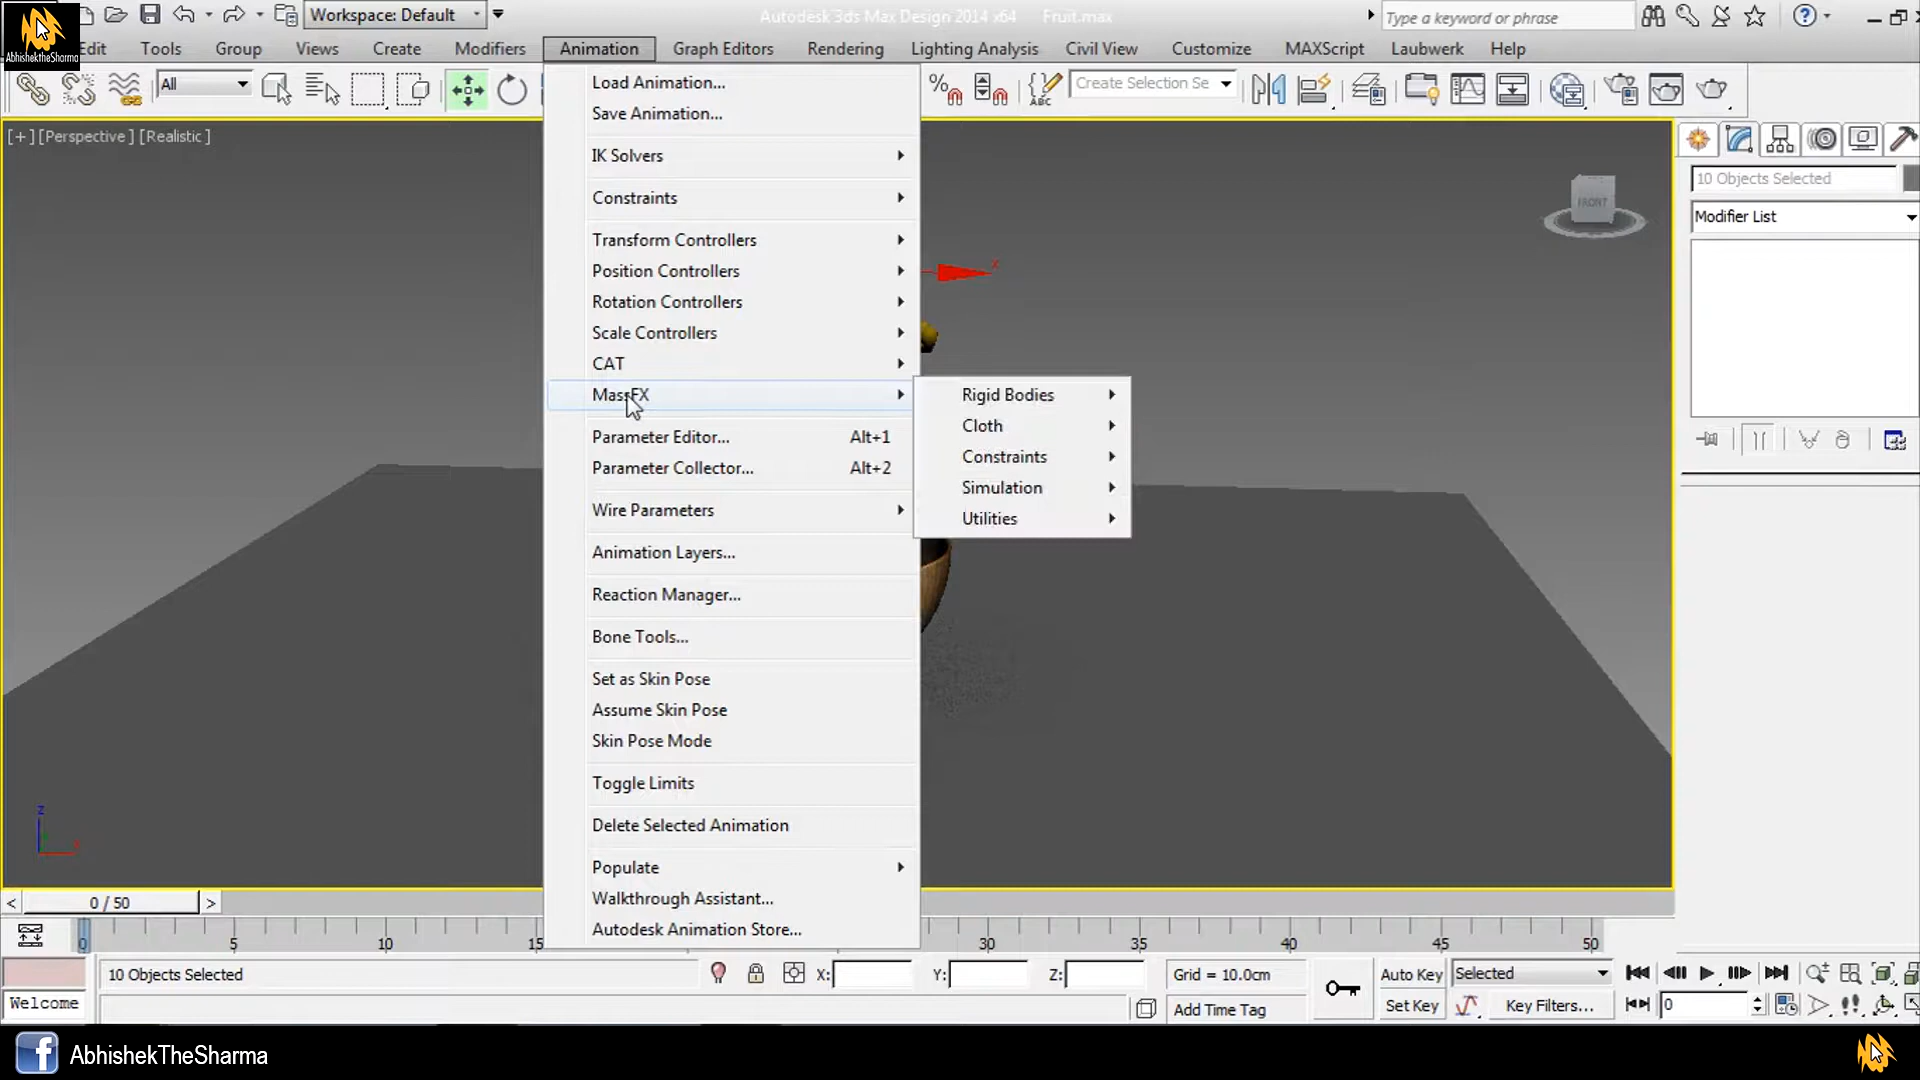 Workspace: Default
Autodesk 3ds Max Design 2014 x64 Fruit.max
Type a keyword or phrase
AbhishektheSharma
Edit Tools Group Views Create Modifiers Animation Graph Editors Rendering Lighting Analysis Civil View Customize MAXScript Laubwerk Help
All
ABC
Create Selection Se
[+] [Perspective] [Realistic]
Load Animation...
Save Animation...
IK Solvers
Constraints
Transform Controllers
Position Controllers
Rotation Controllers
Scale Controllers
CAT
MassFX
Parameter Editor... Alt+1
Parameter Collector... Alt+2
Wire Parameters
Animation Layers...
Reaction Manager...
Bone Tools...
Set as Skin Pose
Assume Skin Pose
Skin Pose Mode
Toggle Limits
Delete Selected Animation
Populate
Walkthrough Assistant...
Autodesk Animation Store...
Rigid Bodies
Cloth
Constraints
Simulation
Utilities
x
FRONT
10 Objects Selected
Modifier List
z
x
< 0 / 50 >
0 5 10 15 30 35 40 45 50
10 Objects Selected X: Y: Z: Grid = 10.0cm Auto Key Selected
Welcome Add Time Tag Set Key Key Filters... 0
f AbhishekTheSharma